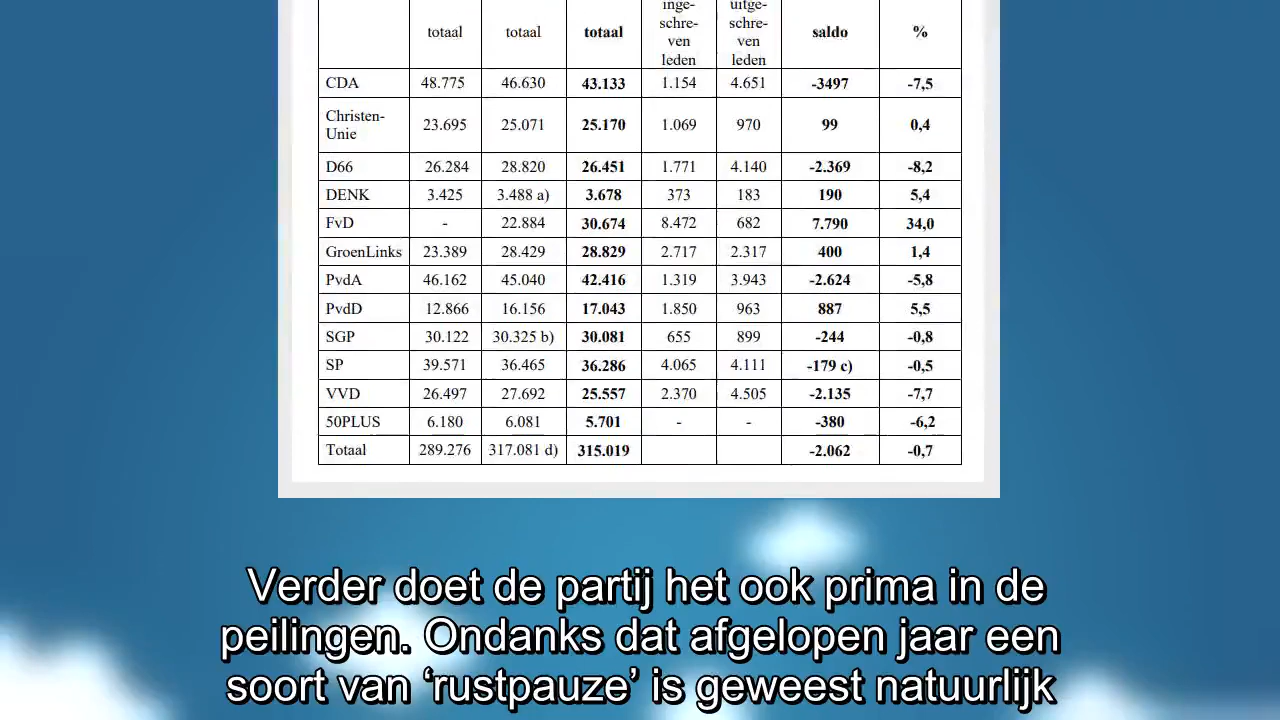 totaal totaal totaal inge- schre- ven leden uitge- schre- ven leden saldo %
CDA 48.775 46.630 43.133 1.154 4.651 -3497 -7,5
Christen- Unie 23.695 25.071 25.170 1.069 970 99 0,4
D66 26.284 28.820 26.451 1.771 4.140 -2.369 -8,2
DENK 3.425 3.488 a) 3.678 373 183 190 5,4
FvD - 22.884 30.674 8.472 682 7.790 34,0
GroenLinks 23.389 28.429 28.829 2.717 2.317 400 1,4
PvdA 46.162 45.040 42.416 1.319 3.943 -2.624 -5,8
PvdD 12.866 16.156 17.043 1.850 963 887 5,5
SGP 30.122 30.325 b) 30.081 655 899 -244 -0,8
SP 39.571 36.465 36.286 4.065 4.111 -179 c) -0,5
VVD 26.497 27.692 25.557 2.370 4.505 -2.135 -7,7
50PLUS 6.180 6.081 5.701 - - -380 -6,2
Totaal 289.276 317.081 d) 315.019 -2.062 -0,7
Verder doet de partij het ook prima in de
peilingen. Ondanks dat afgelopen jaar een
soort van ‘rustpauze’ is geweest natuurlijk